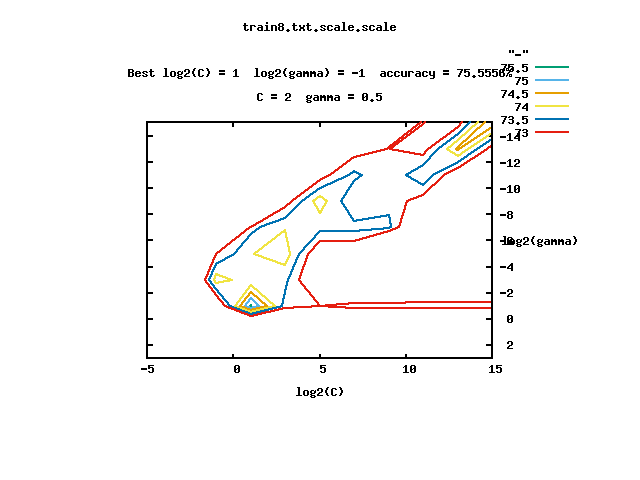 train8.txt.scale.scale
"-"
Best log2(C) = 1 log2(gamma) = -1 accuracy = 75.5556%
75.5
75
C = 2 gamma = 0.5
74.5
74
73.5
73
-14
-12
-10
-8
-6
log2(gamma)
-4
-2
0
2
-5 0 5 10 15
log2(C)